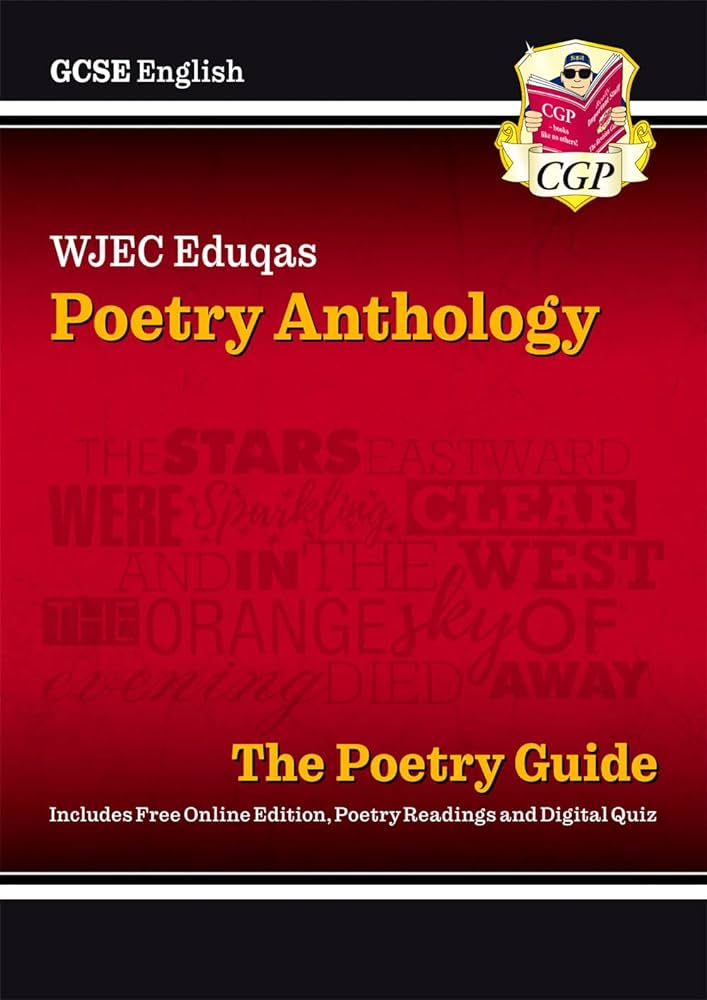 GCSE English
CGP
- books
like no others!
CGP
WJEC Eduqas
Poetry Anthology
THE STARS EASTWARD
WERE Sparkling, CLEAR
AND IN THE WEST
THE ORANGE sky OF
evening DIED AWAY
The Poetry Guide
Includes Free Online Edition, Poetry Readings and Digital Quiz